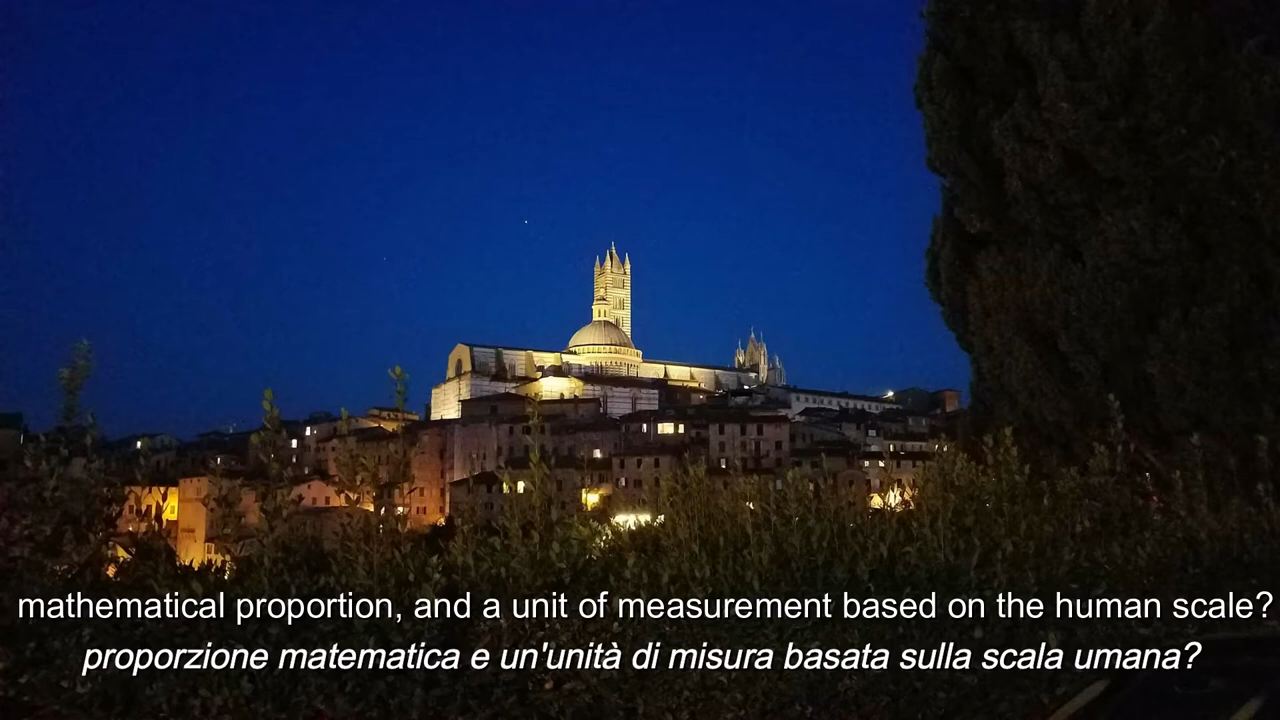 mathematical proportion, and a unit of measurement based on the human scale?
proporzione matematica e un'unità di misura basata sulla scala umana?